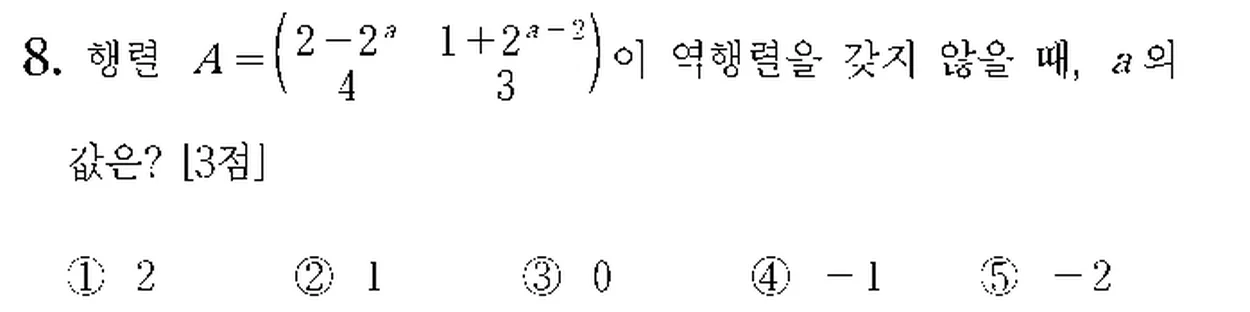 8. 행렬 A=(2-2^a 1+2^{a-2}
4 3)이 역행렬을 갖지 않을 때, a의
값은? [3점]
① 2 ② 1 ③ 0 ④ -1 ⑤ -2